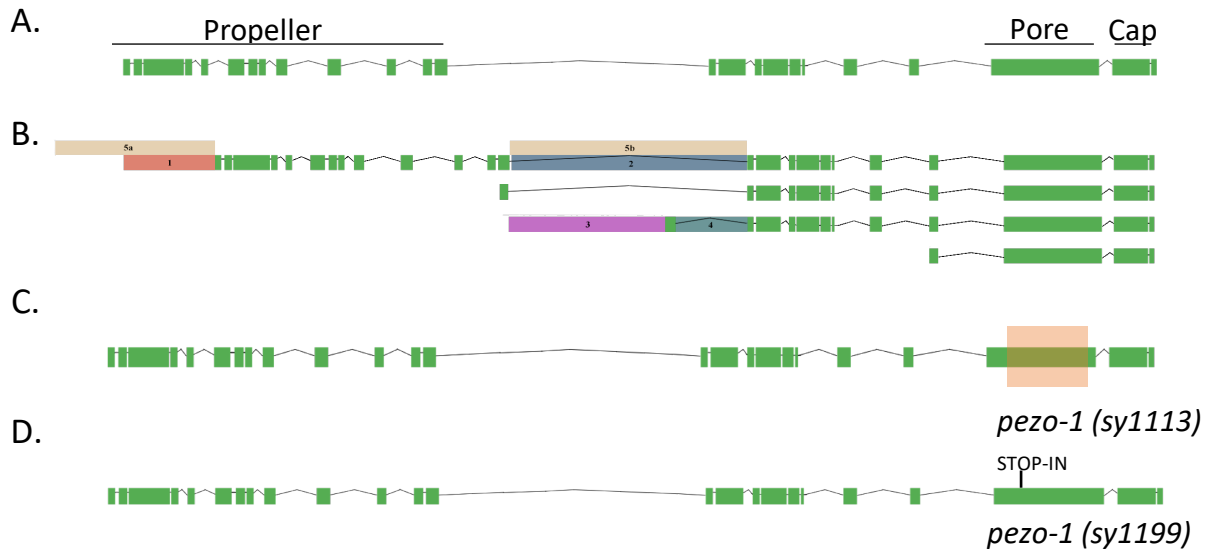 A.
Propeller
Pore
Cap
B.
5a
5b
1
2
3
4
C.
pezo-1 (sy1113)
D.
STOP-IN
pezo-1 (sy1199)